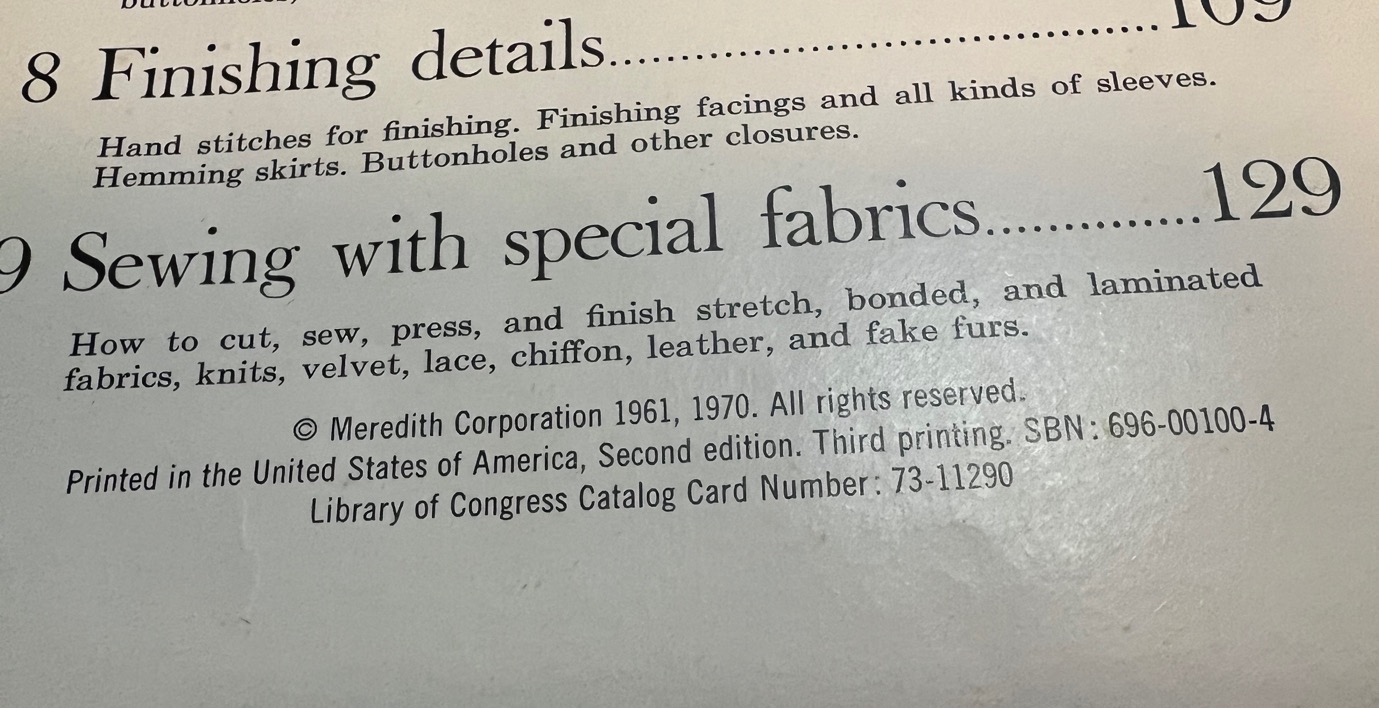 8 Finishing details.......................................109
Hand stitches for finishing. Finishing facings and all kinds of sleeves.
Hemming skirts. Buttonholes and other closures.
9 Sewing with special fabrics...............129
How to cut, sew, press, and finish stretch, bonded, and laminated
fabrics, knits, velvet, lace, chiffon, leather, and fake furs.
© Meredith Corporation 1961, 1970. All rights reserved.
Printed in the United States of America, Second edition. Third printing. SBN: 696-00100-4
Library of Congress Catalog Card Number: 73-11290